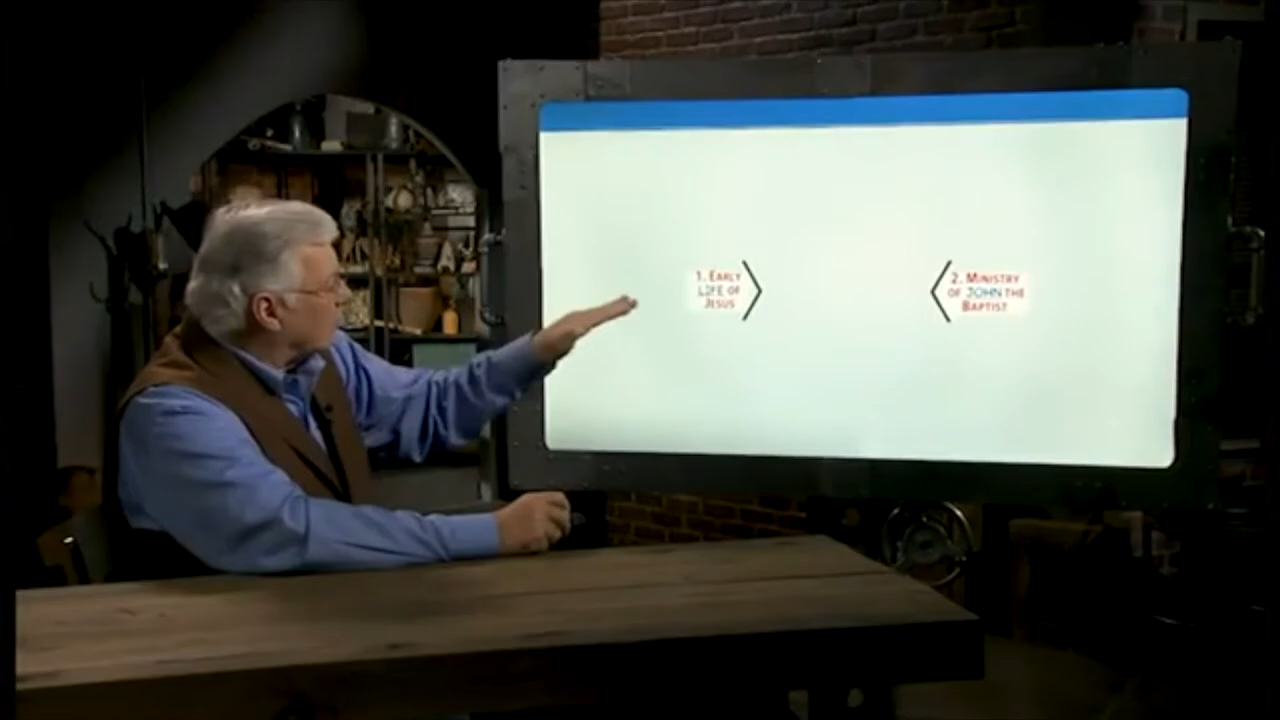 1. EARLY
LIFE OF
JESUS
2. MINISTRY
OF JOHN THE
BAPTIST